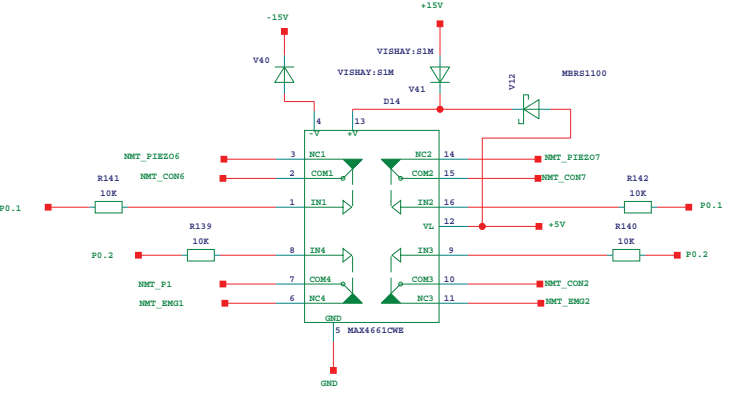 +15V
-15V
VISHAY:S1M
V40
VISHAY:S1M
V41
V12
MBRS1100
D14
4
13
-V
+V
NMT_PIEZO6
3
NC1
NC2
14
NMT_PIEZO7
NMT_CON6
2
COM1
COM2
15
NMT_CON7
R141
10K
R142
10K
P0.1
1
IN1
IN2
16
P0.1
VL
12
+5V
R139
10K
R140
10K
P0.2
8
IN4
IN3
9
P0.2
NMT_P1
7
COM4
COM3
10
NMT_CON2
NMT_EMG1
6
NC4
NC3
11
NMT_EMG2
GND
5
MAX4661CWE
GND